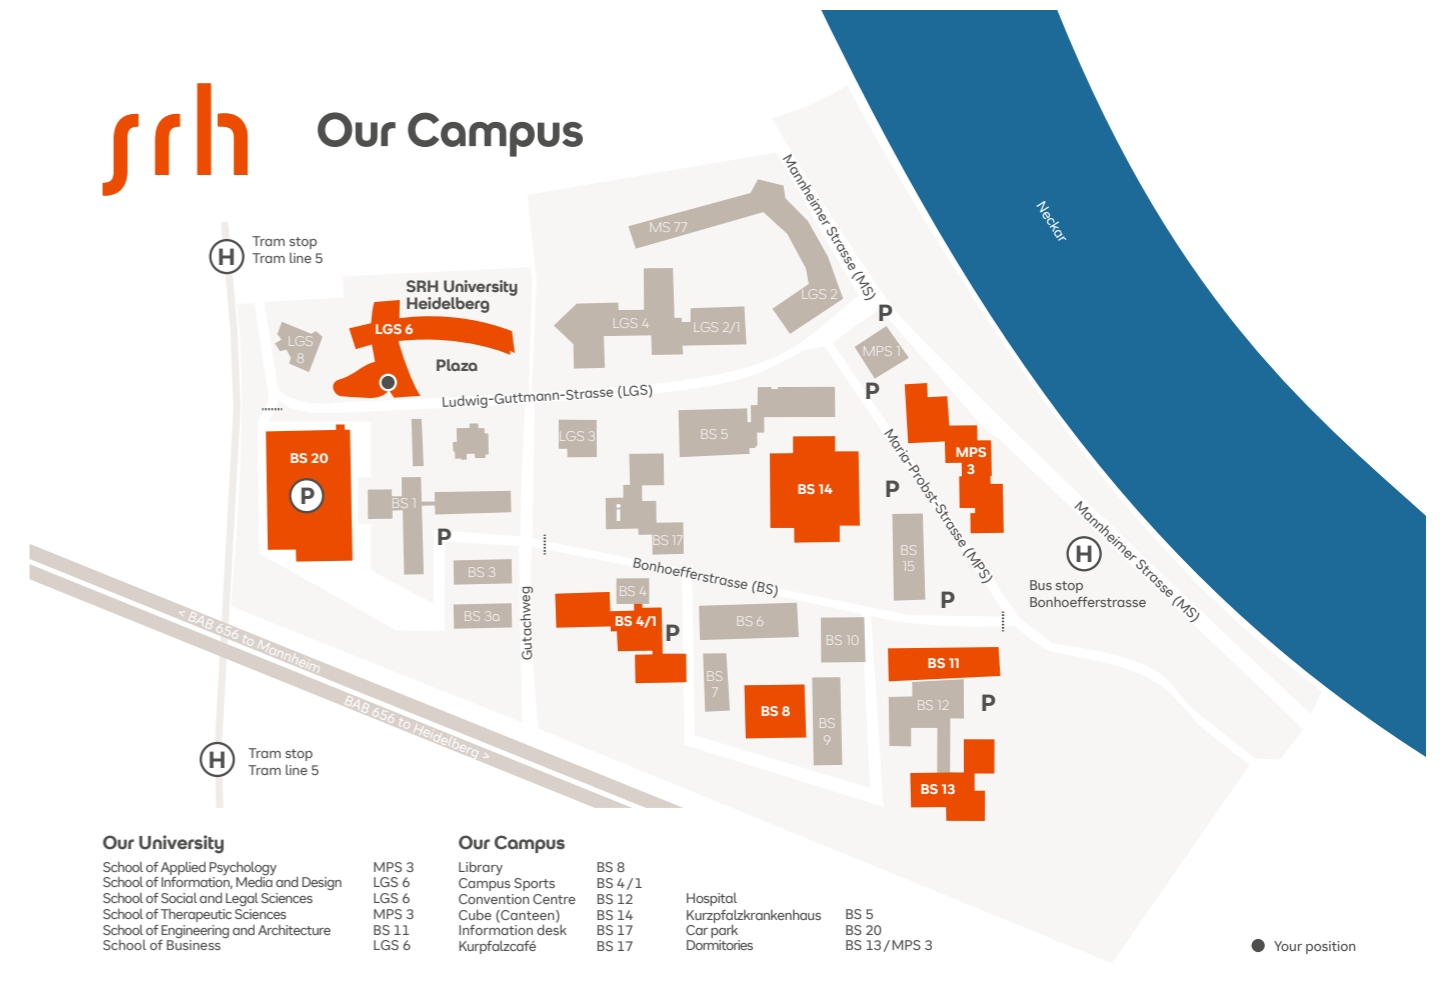 srh
Our Campus
Mannheimer Strasse (MS)
Neckar
MS 77
H
Tram stop
Tram line 5
SRH University
Heidelberg
LGS 2
P
LGS 6
LGS 4
LGS 2/1
LGS
8
MPS 1
Plaza
P
Ludwig-Guttmann-Strasse (LGS)
LGS 3
BS 5
Maria-Probst-Strasse (MPS)
MPS
3
BS 20
P
BS 14
P
BS 1
i
Mannheimer Strasse (MS)
P
BS 17
BS
15
H
Bus stop
Bonhoefferstrasse
BS 3
Bonhoefferstrasse (BS)
BS 4
P
BS 3a
Gutachweg
BS 4/1
P
BS 6
BS 10
< BAB 656 to Mannheim
BS 11
BS
7
BS 8
BS
9
BS 12
P
BAB 656 to Heidelberg >
H
Tram stop
Tram line 5
BS 13
Our University
School of Applied Psychology MPS 3
School of Information, Media and Design LGS 6
School of Social and Legal Sciences LGS 6
School of Therapeutic Sciences MPS 3
School of Engineering and Architecture BS 11
School of Business LGS 6
Our Campus
Library BS 8
Campus Sports BS 4/1
Convention Centre BS 12
Cube (Canteen) BS 14
Information desk BS 17
Kurpfalzcafé BS 17
Hospital
Kurzpfalzkrankenhaus BS 5
Car park BS 20
Dormitories BS 13/MPS 3
Your position